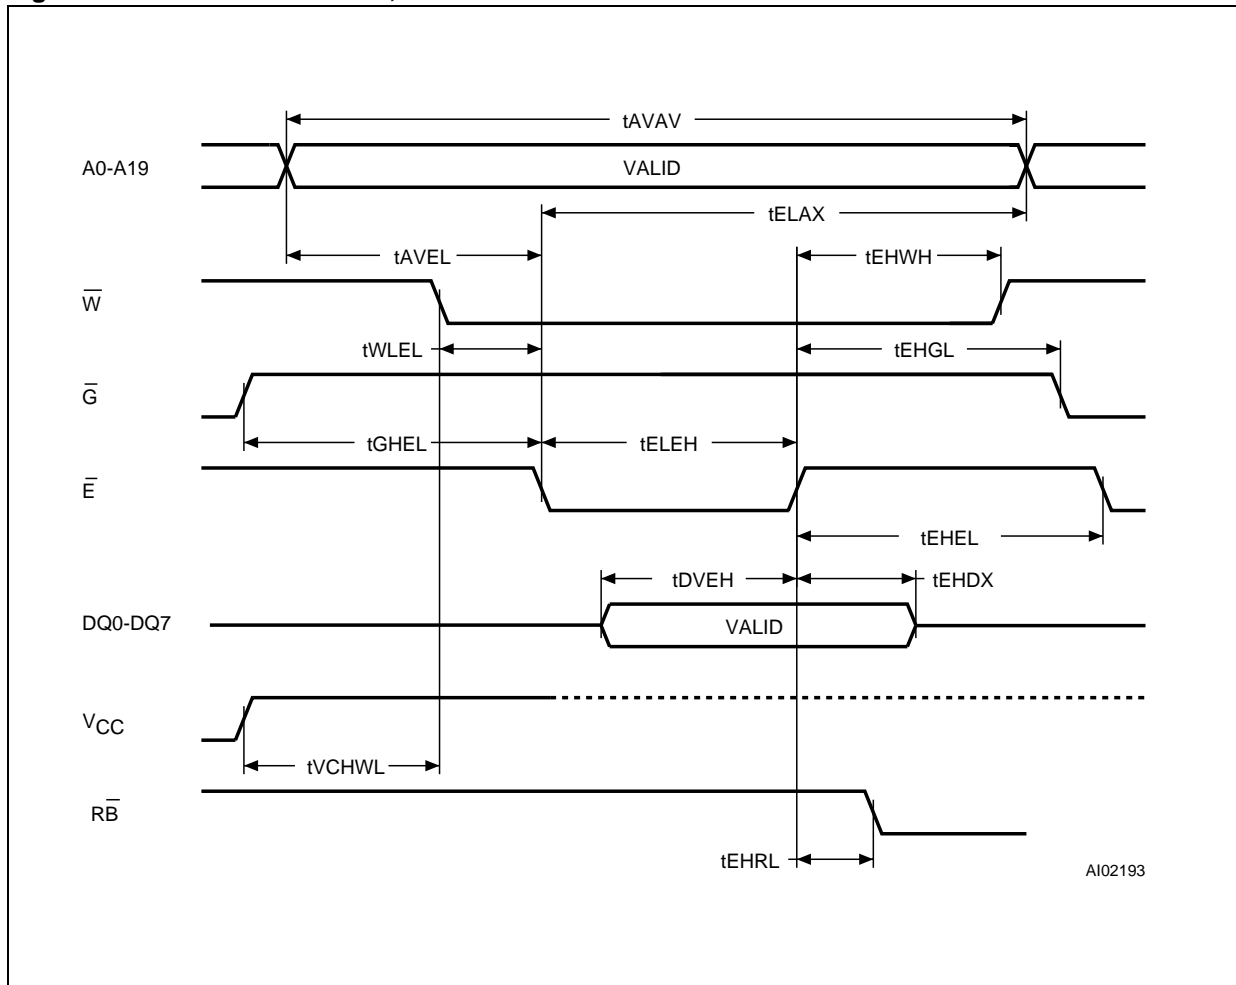 tAVAV
A0-A19
VALID
tELAX
tAVEL
tEHWH
W̅
tWLEL
tEHGL
G̅
tGHEL
tELEH
E̅
tEHEL
tDVEH
tEHDX
DQ0-DQ7
VALID
VCC
tVCHWL
RB̅
tEHRL
AI02193